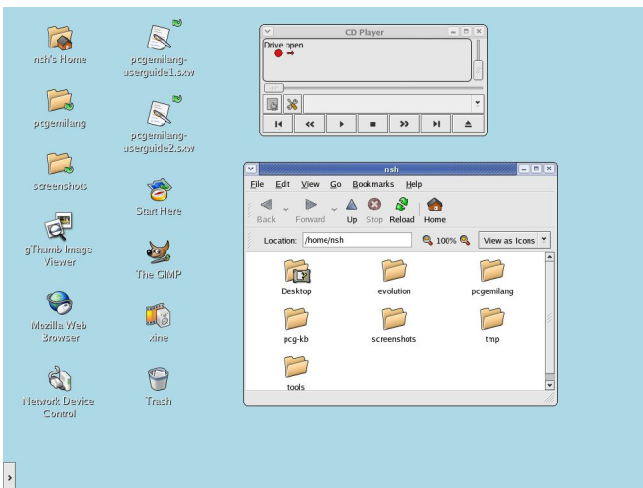 nsh's Home
pcgemilang-
userguide1.sxw
pcgemilang
pcgemilang-
userguide2.sxw
screenshots
Start Here
gThumb Image
Viewer
The GIMP
Mozilla Web
Browser
xine
Network Device
Control
Trash
CD Player
Drive open
nsh
File Edit View Go Bookmarks Help
Back Forward Up Stop Reload Home
Location: /home/nsh 100% View as Icons
Desktop evolution pcgemilang
pcg-kb screenshots tmp
tools